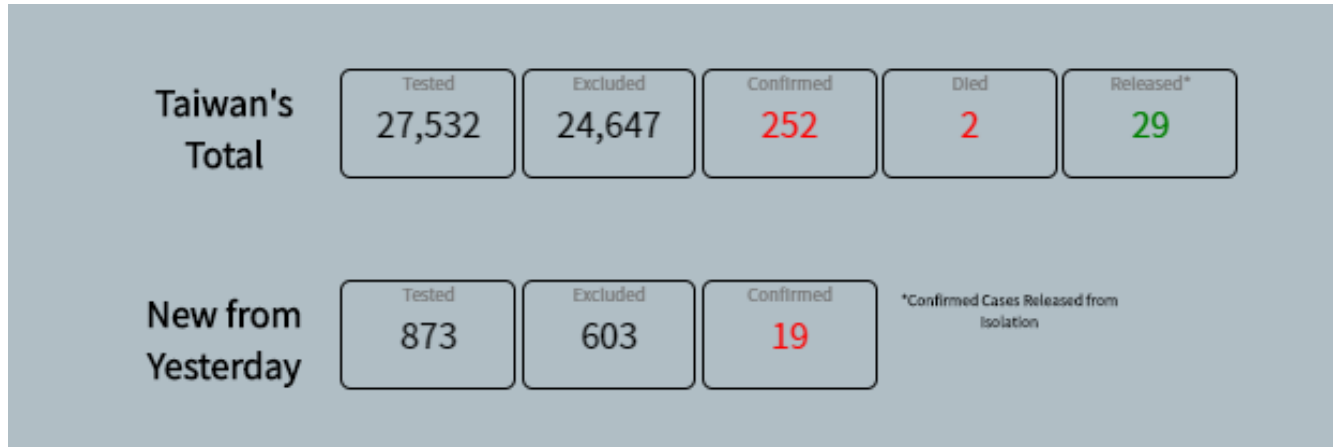 Taiwan's
Total
Tested
27,532
Excluded
24,647
Confirmed
252
Died
2
Released*
29
New from
Yesterday
Tested
873
Excluded
603
Confirmed
19
*Confirmed Cases Released from
Isolation